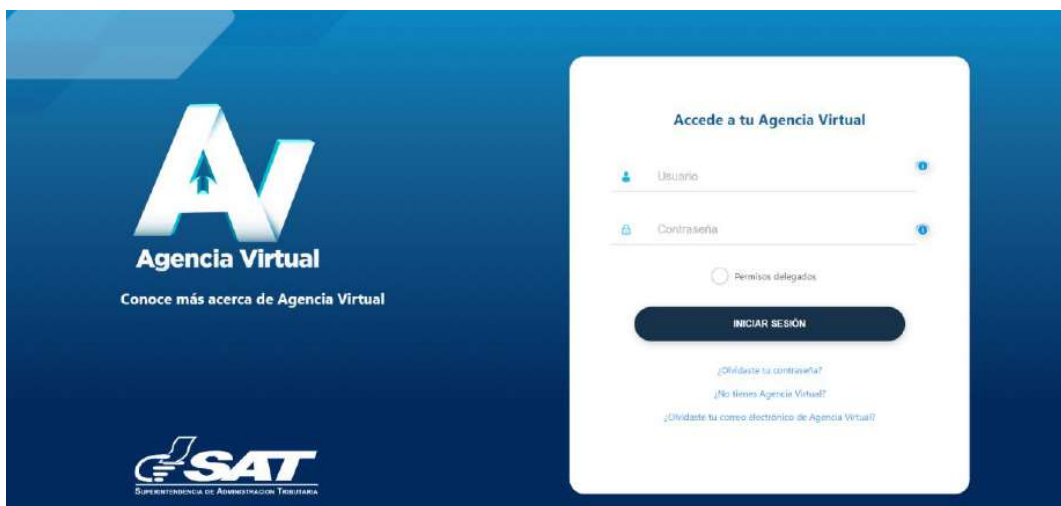 AV
Agencia Virtual
Conoce más acerca de Agencia Virtual
SAT
SUPERINTENDENCIA DE ADMINISTRACION TRIBUTARIA
Accede a tu Agencia Virtual
Usuario
Contraseña
Permisos delegados
INICIAR SESIÓN
¿Olvidaste tu contraseña?
¿No tienes Agencia Virtual?
¿Olvidaste tu correo electrónico de Agencia Virtual?